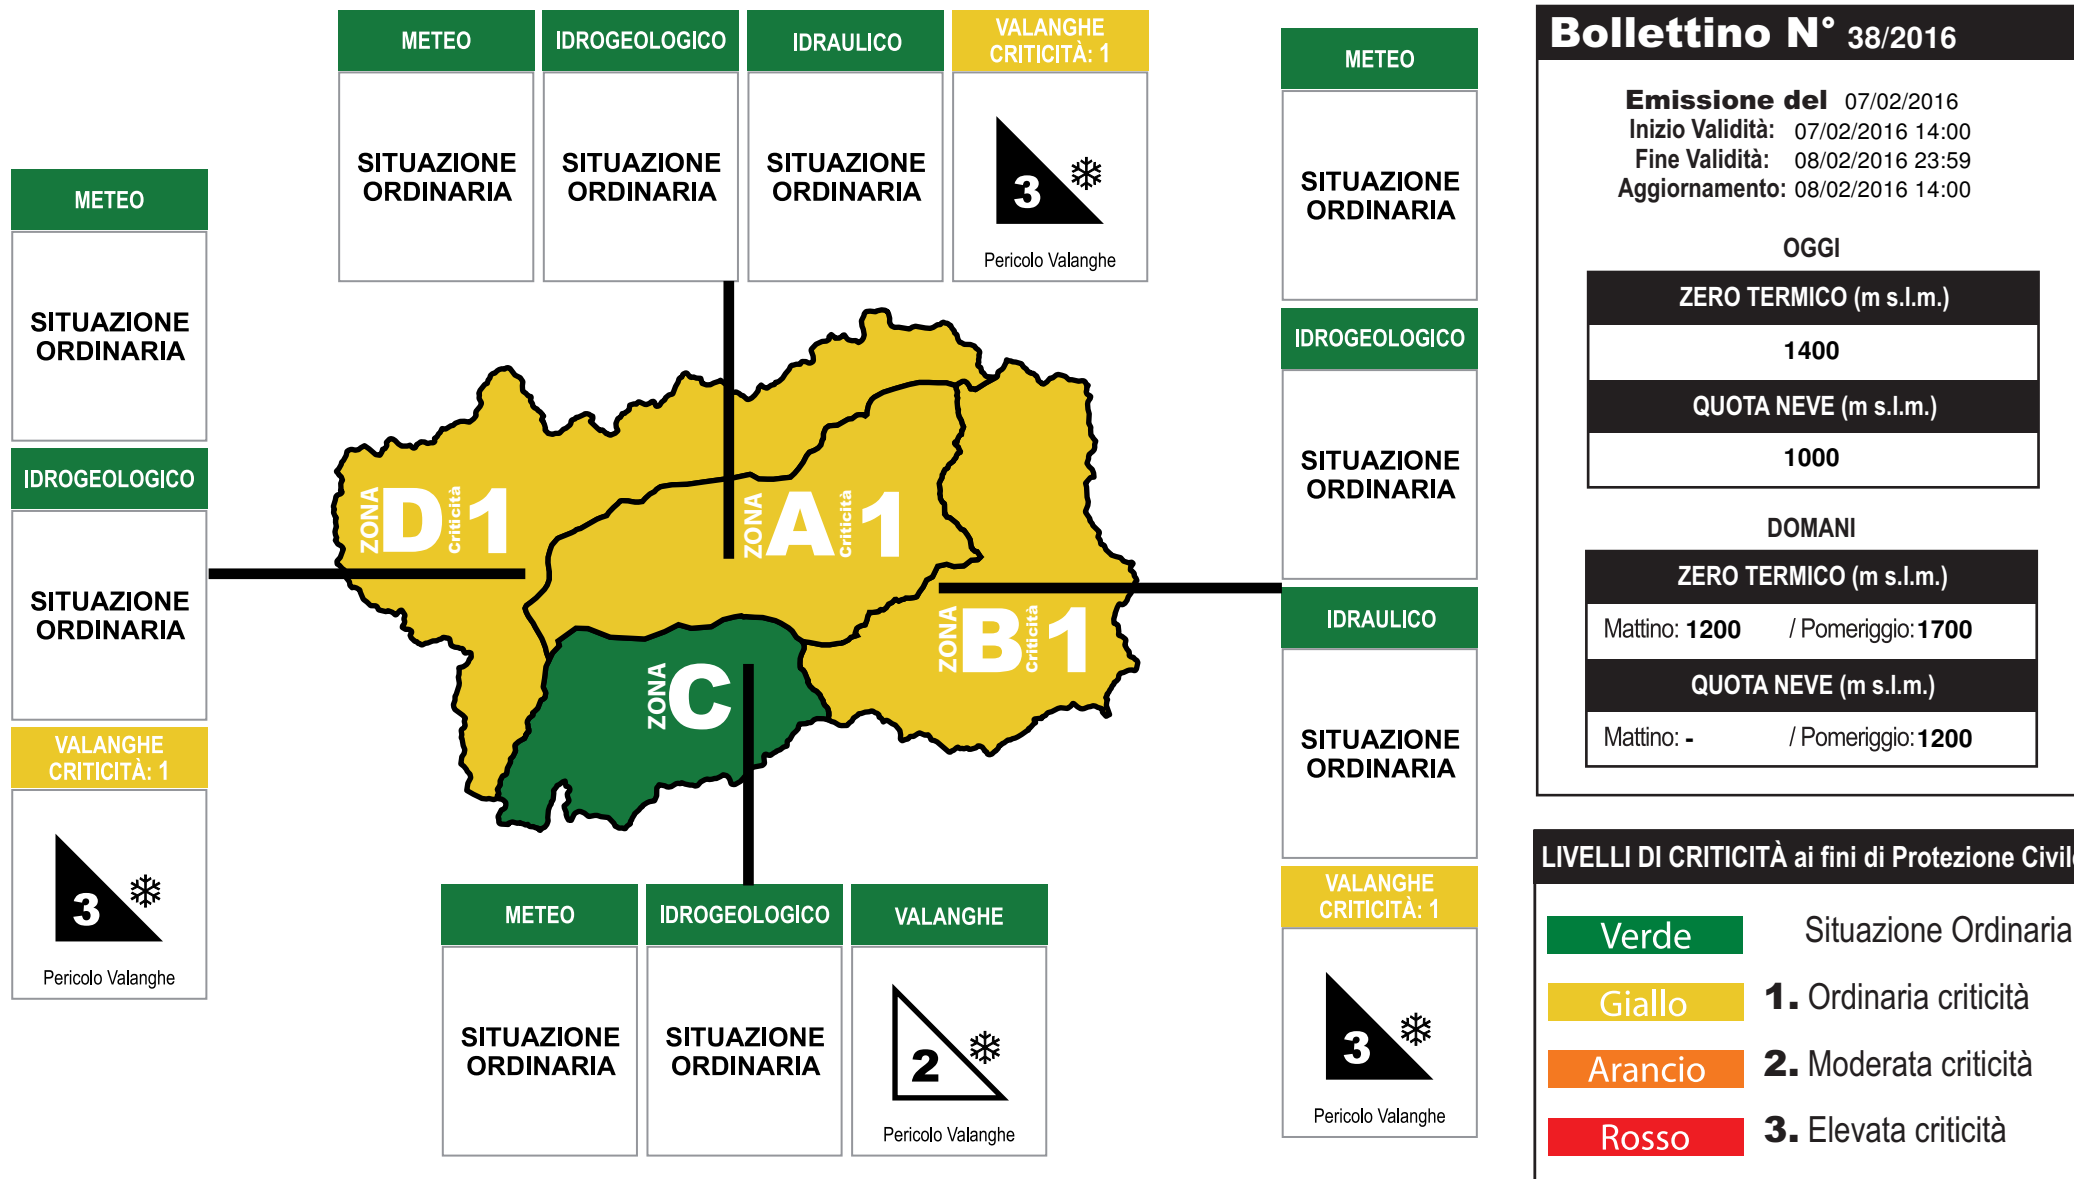 METEO
IDROGEOLOGICO
IDRAULICO
VALANGHE
CRITICITÀ: 1
SITUAZIONE
ORDINARIA
SITUAZIONE
ORDINARIA
SITUAZIONE
ORDINARIA
3
Pericolo Valanghe
METEO
SITUAZIONE
ORDINARIA
IDROGEOLOGICO
SITUAZIONE
ORDINARIA
VALANGHE
CRITICITÀ: 1
3
Pericolo Valanghe
ZONA D Criticità 1
ZONA A Criticità 1
ZONA B Criticità 1
ZONA C
METEO
IDROGEOLOGICO
VALANGHE
SITUAZIONE
ORDINARIA
SITUAZIONE
ORDINARIA
2
Pericolo Valanghe
METEO
SITUAZIONE
ORDINARIA
IDROGEOLOGICO
SITUAZIONE
ORDINARIA
IDRAULICO
SITUAZIONE
ORDINARIA
VALANGHE
CRITICITÀ: 1
3
Pericolo Valanghe
Bollettino N° 38/2016
Emissione del 07/02/2016
Inizio Validità: 07/02/2016 14:00
Fine Validità: 08/02/2016 23:59
Aggiornamento: 08/02/2016 14:00
OGGI
ZERO TERMICO (m s.l.m.)
1400
QUOTA NEVE (m s.l.m.)
1000
DOMANI
ZERO TERMICO (m s.l.m.)
Mattino: 1200 / Pomeriggio: 1700
QUOTA NEVE (m s.l.m.)
Mattino: - / Pomeriggio: 1200
LIVELLI DI CRITICITÀ ai fini di Protezione Civile
Verde Situazione Ordinaria
Giallo 1. Ordinaria criticità
Arancio 2. Moderata criticità
Rosso 3. Elevata criticità